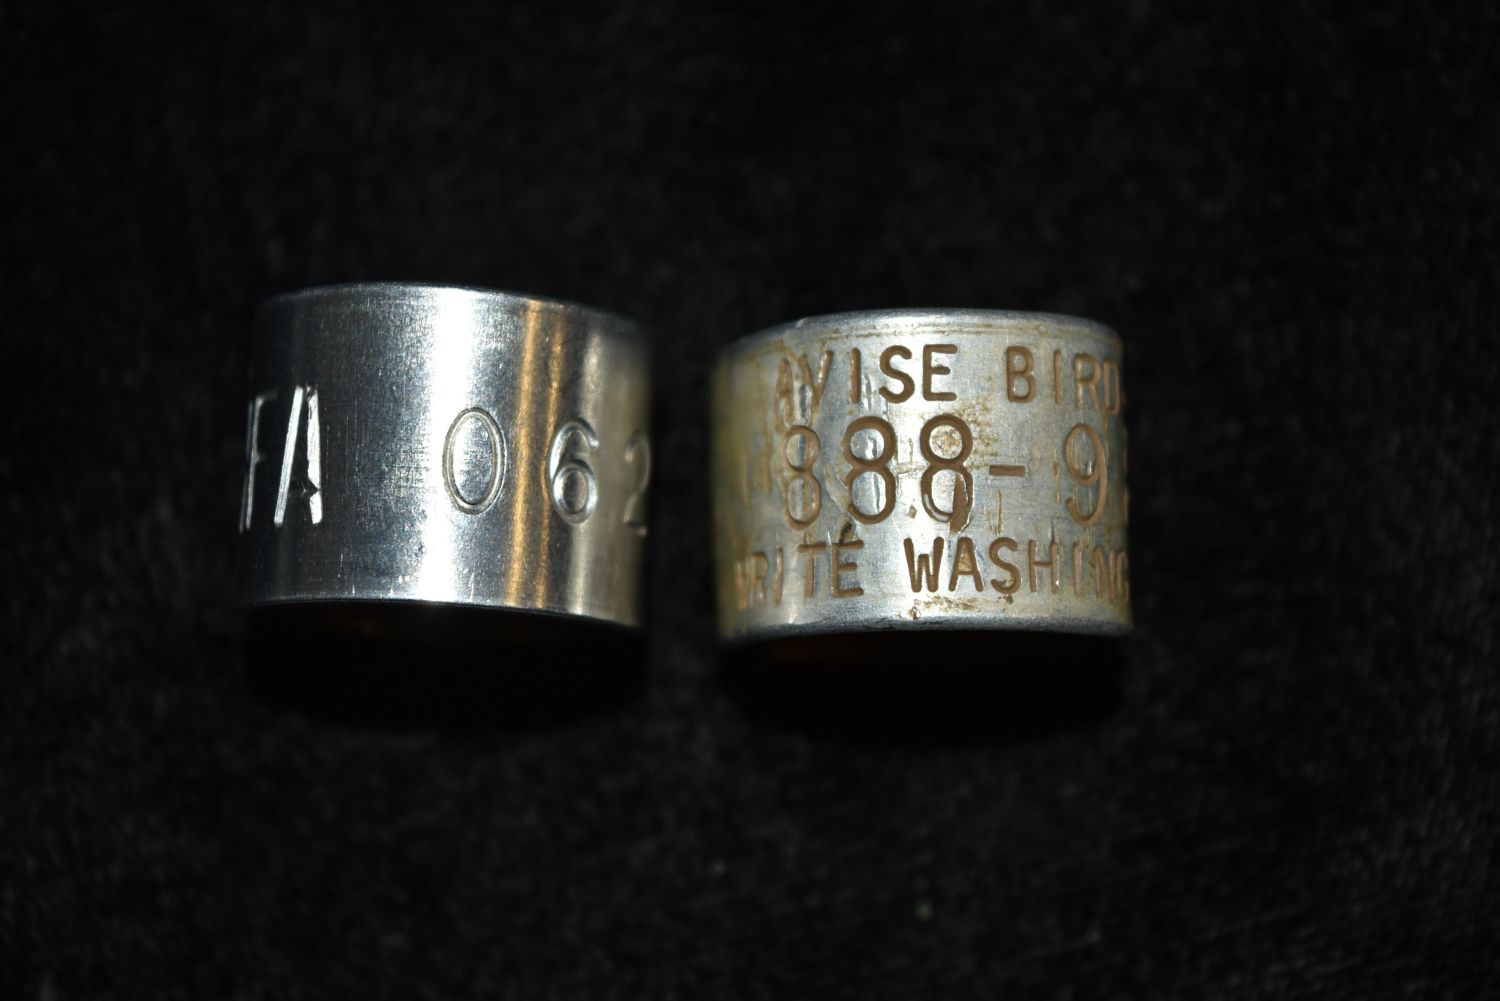 FA 062
AVISE BIRD
888-9
WRITE WASHING